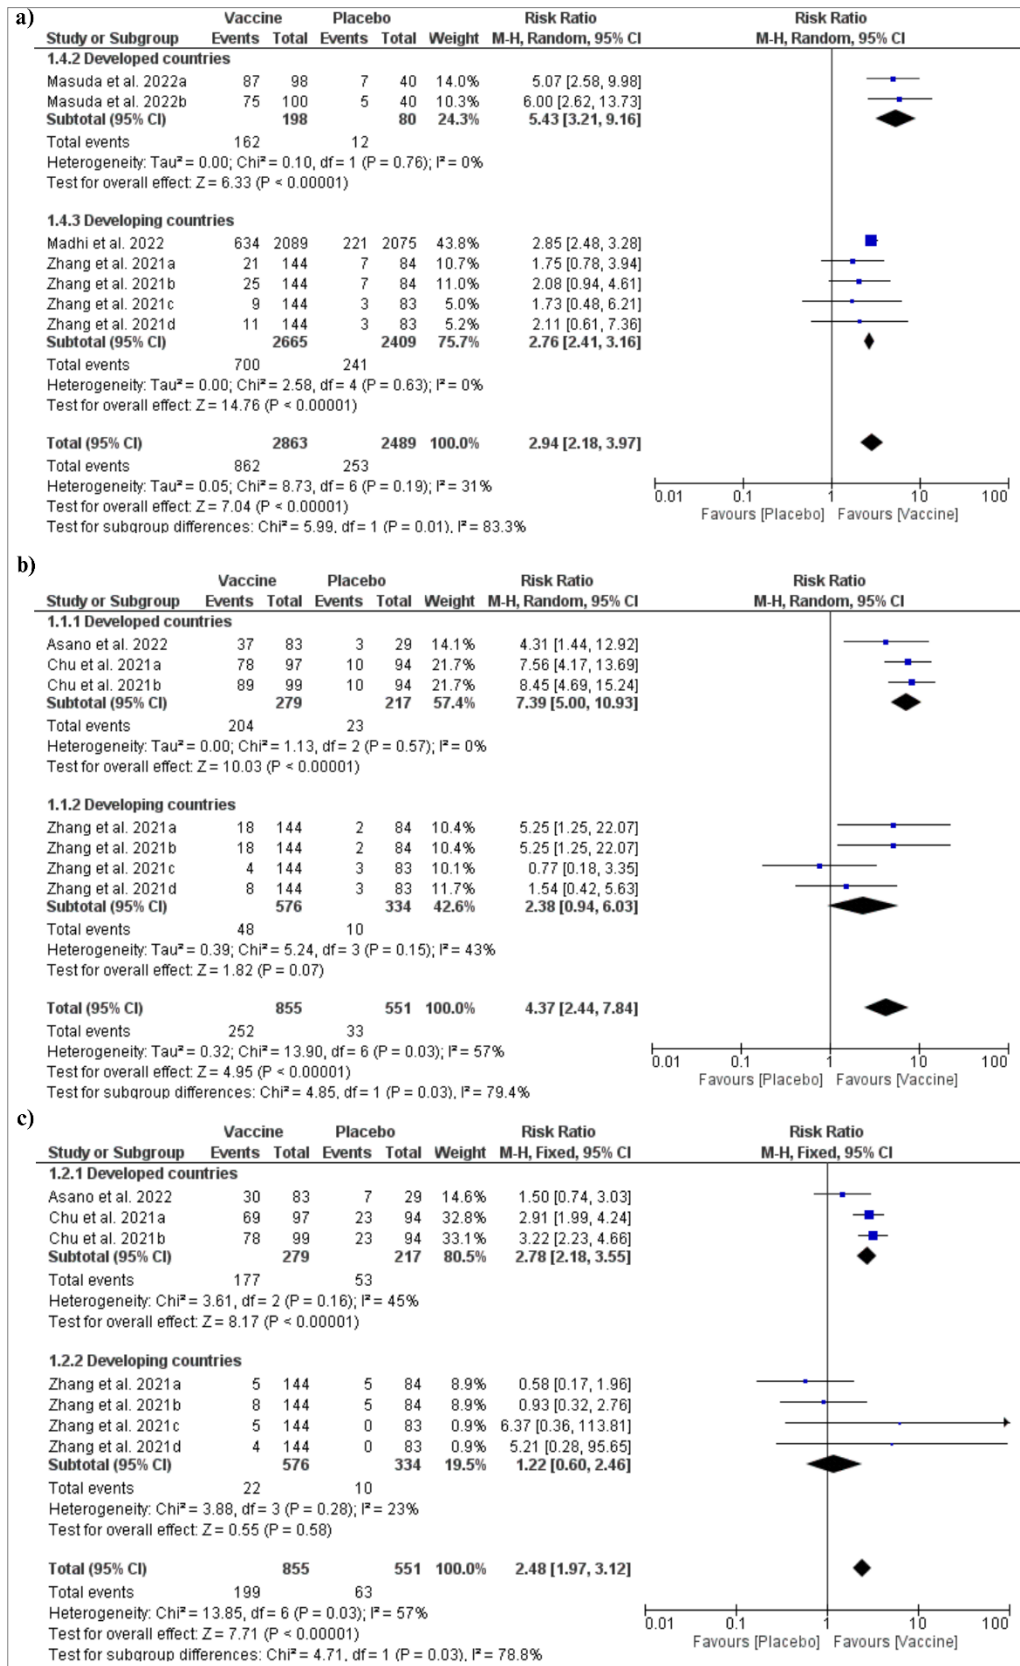 a)
Vaccine Placebo Risk Ratio Risk Ratio
Study or Subgroup Events Total Events Total Weight M-H, Random, 95% CI M-H, Random, 95% CI
1.4.2 Developed countries
Masuda et al. 2022a 87 98 7 40 14.0% 5.07 [2.58, 9.98]
Masuda et al. 2022b 75 100 5 40 10.3% 6.00 [2.62, 13.73]
Subtotal (95% CI) 198 80 24.3% 5.43 [3.21, 9.16]
Total events 162 12
Heterogeneity: Tau² = 0.00; Chi² = 0.10, df = 1 (P = 0.76); I² = 0%
Test for overall effect: Z = 6.33 (P < 0.00001)
1.4.3 Developing countries
Madhi et al. 2022 634 2089 221 2075 43.8% 2.85 [2.48, 3.28]
Zhang et al. 2021a 21 144 7 84 10.7% 1.75 [0.78, 3.94]
Zhang et al. 2021b 25 144 7 84 11.0% 2.08 [0.94, 4.61]
Zhang et al. 2021c 9 144 3 83 5.0% 1.73 [0.48, 6.21]
Zhang et al. 2021d 11 144 3 83 5.2% 2.11 [0.61, 7.36]
Subtotal (95% CI) 2665 2409 75.7% 2.76 [2.41, 3.16]
Total events 700 241
Heterogeneity: Tau² = 0.00; Chi² = 2.58, df = 4 (P = 0.63); I² = 0%
Test for overall effect: Z = 14.76 (P < 0.00001)
Total (95% CI) 2863 2489 100.0% 2.94 [2.18, 3.97]
Total events 862 253
Heterogeneity: Tau² = 0.05; Chi² = 8.73, df = 6 (P = 0.19); I² = 31%
Test for overall effect: Z = 7.04 (P < 0.00001)
Test for subgroup differences: Chi² = 5.99, df = 1 (P = 0.01), I² = 83.3%
0.01 0.1 1 10 100
Favours [Placebo] Favours [Vaccine]
b)
Vaccine Placebo Risk Ratio Risk Ratio
Study or Subgroup Events Total Events Total Weight M-H, Random, 95% CI M-H, Random, 95% CI
1.1.1 Developed countries
Asano et al. 2022 37 83 3 29 14.1% 4.31 [1.44, 12.92]
Chu et al. 2021a 78 97 10 94 21.7% 7.56 [4.17, 13.69]
Chu et al. 2021b 89 99 10 94 21.7% 8.45 [4.69, 15.24]
Subtotal (95% CI) 279 217 57.4% 7.39 [5.00, 10.93]
Total events 204 23
Heterogeneity: Tau² = 0.00; Chi² = 1.13, df = 2 (P = 0.57); I² = 0%
Test for overall effect: Z = 10.03 (P < 0.00001)
1.1.2 Developing countries
Zhang et al. 2021a 18 144 2 84 10.4% 5.25 [1.25, 22.07]
Zhang et al. 2021b 18 144 2 84 10.4% 5.25 [1.25, 22.07]
Zhang et al. 2021c 4 144 3 83 10.1% 0.77 [0.18, 3.35]
Zhang et al. 2021d 8 144 3 83 11.7% 1.54 [0.42, 5.63]
Subtotal (95% CI) 576 334 42.6% 2.38 [0.94, 6.03]
Total events 48 10
Heterogeneity: Tau² = 0.39; Chi² = 5.24, df = 3 (P = 0.15); I² = 43%
Test for overall effect: Z = 1.82 (P = 0.07)
Total (95% CI) 855 551 100.0% 4.37 [2.44, 7.84]
Total events 252 33
Heterogeneity: Tau² = 0.32; Chi² = 13.90, df = 6 (P = 0.03); I² = 57%
Test for overall effect: Z = 4.95 (P < 0.00001)
Test for subgroup differences: Chi² = 4.85, df = 1 (P = 0.03), I² = 79.4%
0.01 0.1 1 10 100
Favours [Placebo] Favours [Vaccine]
c)
Vaccine Placebo Risk Ratio Risk Ratio
Study or Subgroup Events Total Events Total Weight M-H, Fixed, 95% CI M-H, Fixed, 95% CI
1.2.1 Developed countries
Asano et al. 2022 30 83 7 29 14.6% 1.50 [0.74, 3.03]
Chu et al. 2021a 69 97 23 94 32.8% 2.91 [1.99, 4.24]
Chu et al. 2021b 78 99 23 94 33.1% 3.22 [2.23, 4.66]
Subtotal (95% CI) 279 217 80.5% 2.78 [2.18, 3.55]
Total events 177 53
Heterogeneity: Chi² = 3.61, df = 2 (P = 0.16); I² = 45%
Test for overall effect: Z = 8.17 (P < 0.00001)
1.2.2 Developing countries
Zhang et al. 2021a 5 144 5 84 8.9% 0.58 [0.17, 1.96]
Zhang et al. 2021b 8 144 5 84 8.9% 0.93 [0.32, 2.76]
Zhang et al. 2021c 5 144 0 83 0.9% 6.37 [0.36, 113.81]
Zhang et al. 2021d 4 144 0 83 0.9% 5.21 [0.28, 95.65]
Subtotal (95% CI) 576 334 19.5% 1.22 [0.60, 2.46]
Total events 22 10
Heterogeneity: Chi² = 3.88, df = 3 (P = 0.28); I² = 23%
Test for overall effect: Z = 0.55 (P = 0.58)
Total (95% CI) 855 551 100.0% 2.48 [1.97, 3.12]
Total events 199 63
Heterogeneity: Chi² = 13.85, df = 6 (P = 0.03); I² = 57%
Test for overall effect: Z = 7.71 (P < 0.00001)
Test for subgroup differences: Chi² = 4.71, df = 1 (P = 0.03), I² = 78.8%
0.01 0.1 1 10 100
Favours [Placebo] Favours [Vaccine]